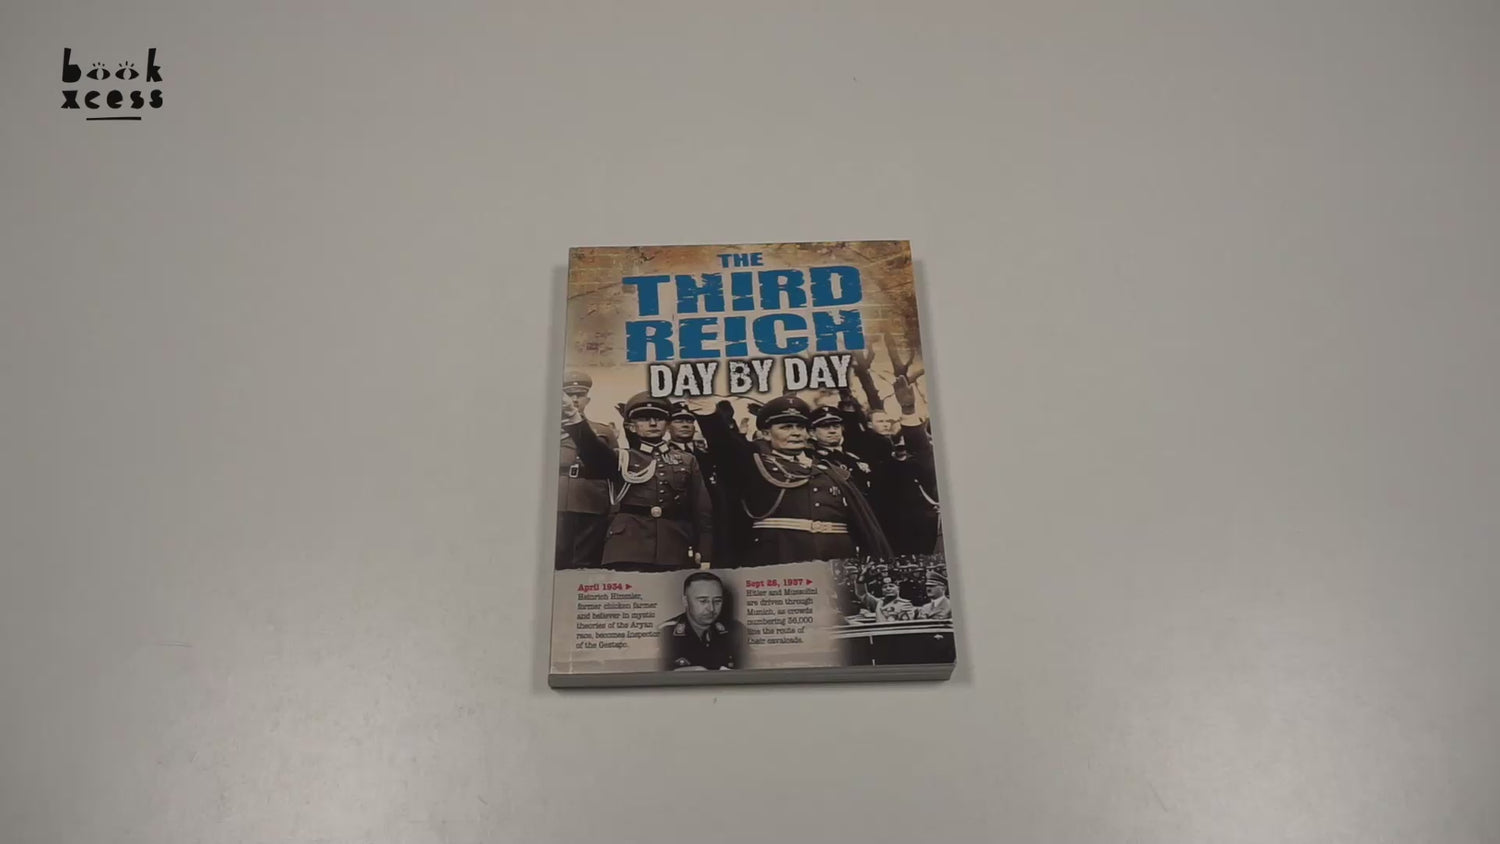 book
xcess
THE
THIRD
REICH
DAY BY DAY
April 1934
Heinrich Himmler,
former chicken farmer
and believer in mystic
theories of the Aryan
race, becomes Inspector
of the Gestapo.
Sept 25, 1937
Hitler and Mussolini
are driven through
Munich, as crowds
numbering 36,000
line the route of
their cavalcade.